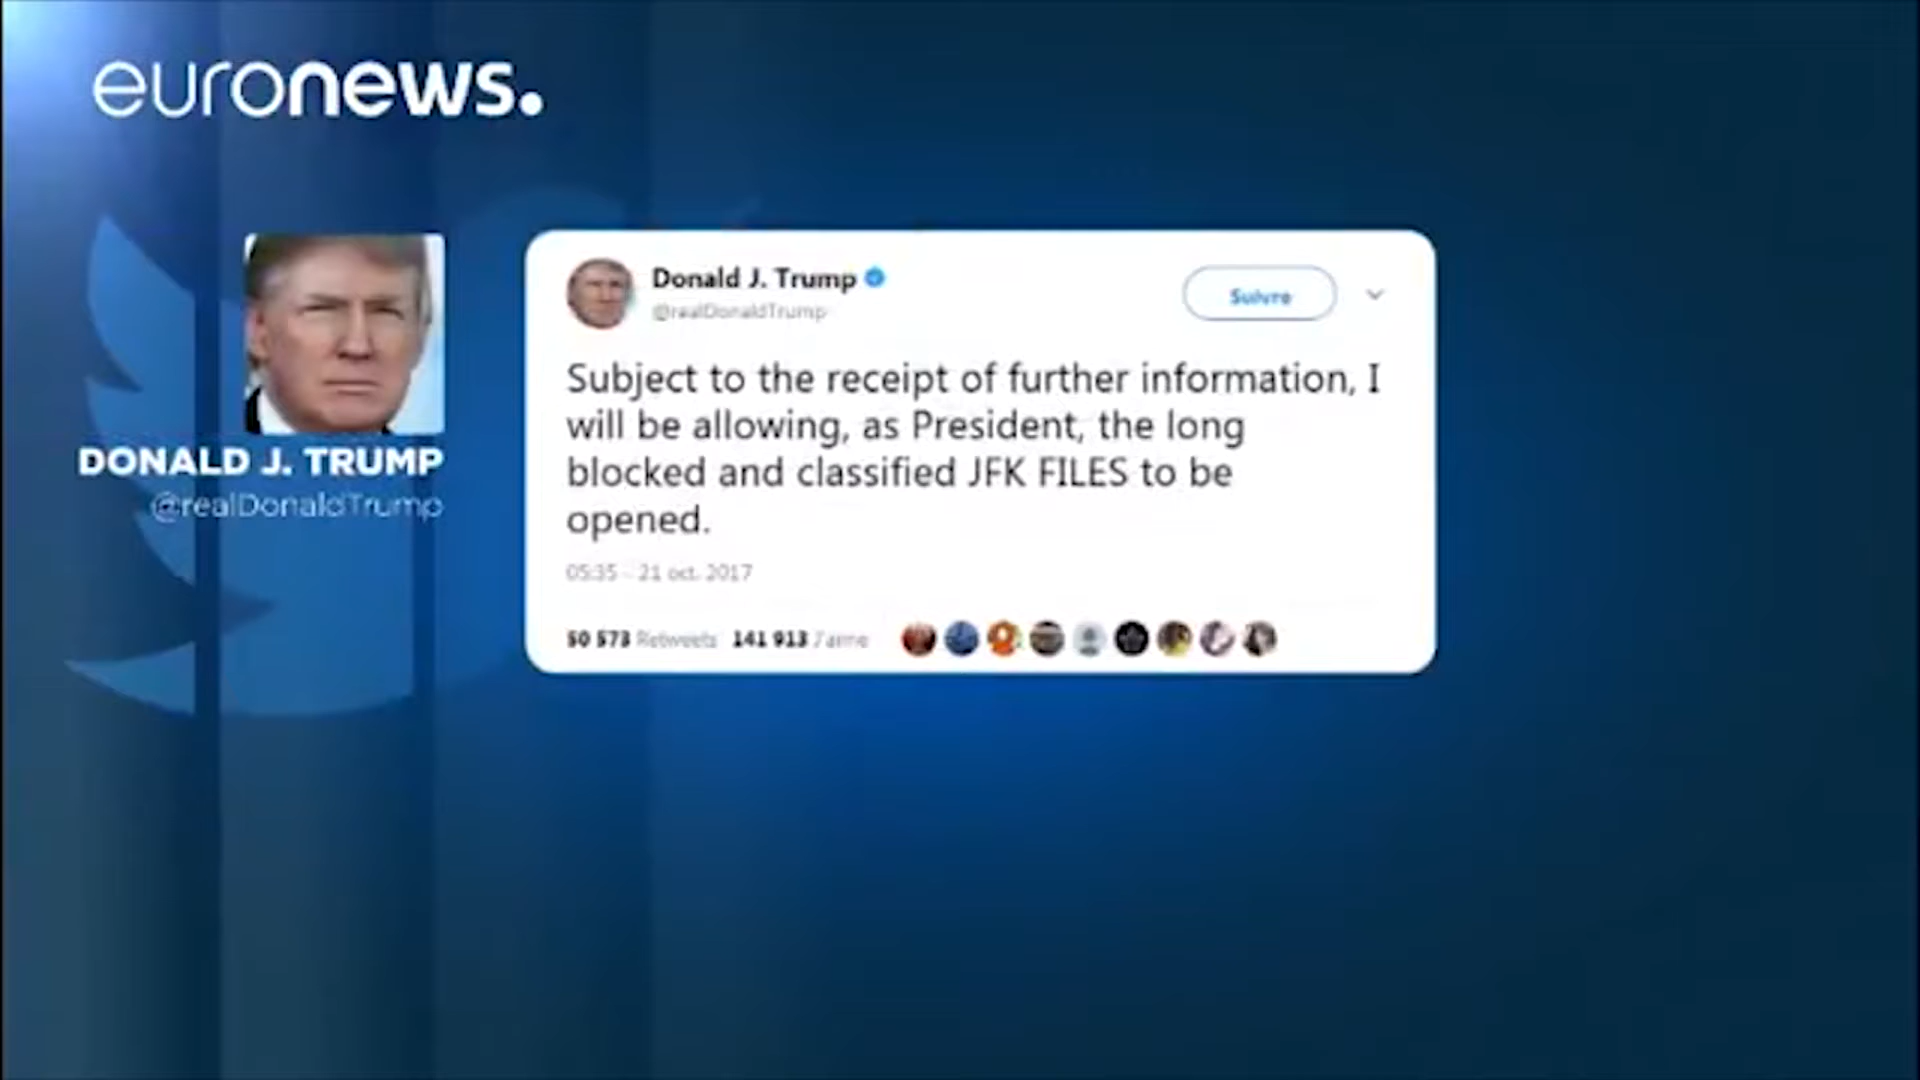 euronews.
DONALD J. TRUMP
@realDonaldTrump
Donald J. Trump
@realDonaldTrump
Suivre
Subject to the receipt of further information, I
will be allowing, as President, the long
blocked and classified JFK FILES to be
opened.
05:35 - 21 oct. 2017
50 573 Retweets 141 913 J'aime